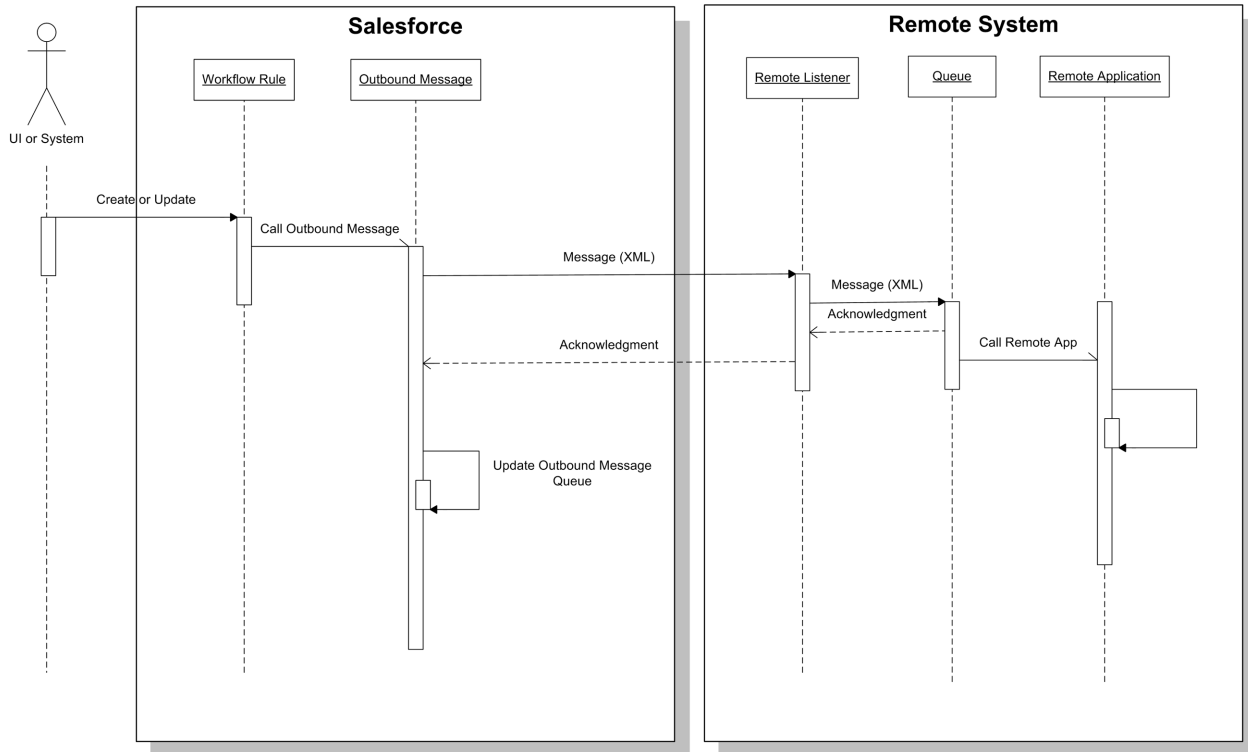 Salesforce
Remote System
Workflow Rule
Outbound Message
Remote Listener
Queue
Remote Application
UI or System
Create or Update
Call Outbound Message
Message (XML)
Message (XML)
Acknowledgment
Acknowledgment
Call Remote App
Update Outbound Message
Queue